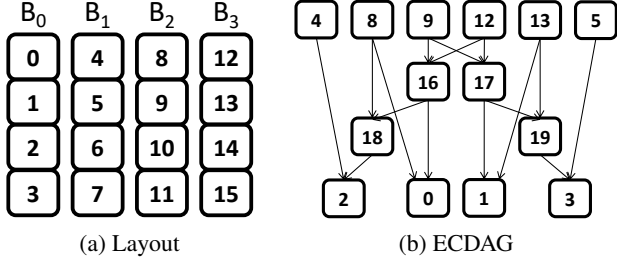 B₀ B₁ B₂ B₃
0 4 8 12
1 5 9 13
2 6 10 14
3 7 11 15
(a) Layout
4 8 9 12 13 5
16 17
18 19
2 0 1 3
(b) ECDAG